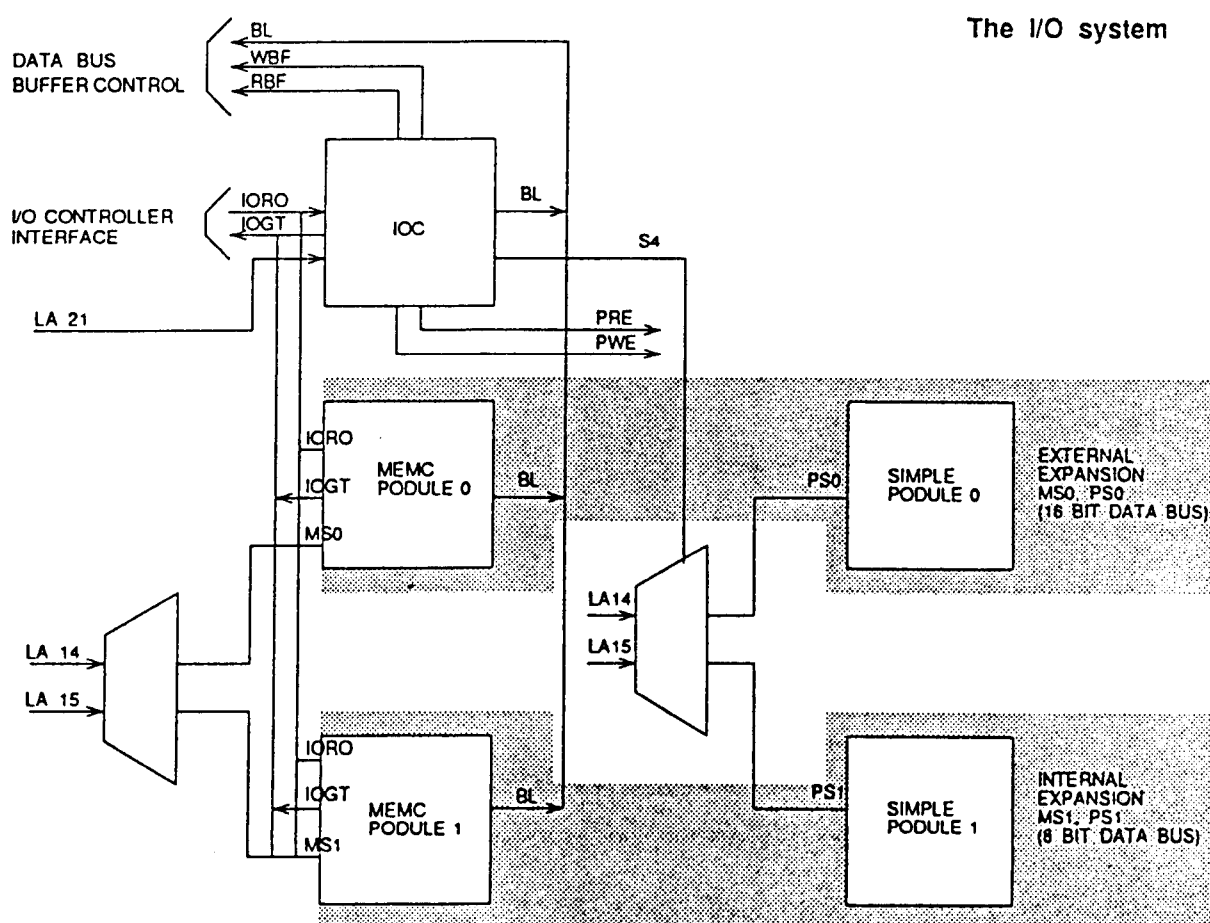 The I/O system
BL
DATA BUS
BUFFER CONTROL
WBF
RBF
IORO
I/O CONTROLLER
INTERFACE
IOGT
IOC
BL
S4
LA 21
PRE
PWE
IORO
MEMC
PODULE 0
IOGT
BL
MS0
PS0
SIMPLE
PODULE 0
EXTERNAL
EXPANSION
MS0, PS0
(16 BIT DATA BUS)
LA14
LA15
LA 14
LA 15
IORO
MEMC
PODULE 1
IOGT
BL
MS1
PS1
SIMPLE
PODULE 1
INTERNAL
EXPANSION
MS1, PS1
(8 BIT DATA BUS)